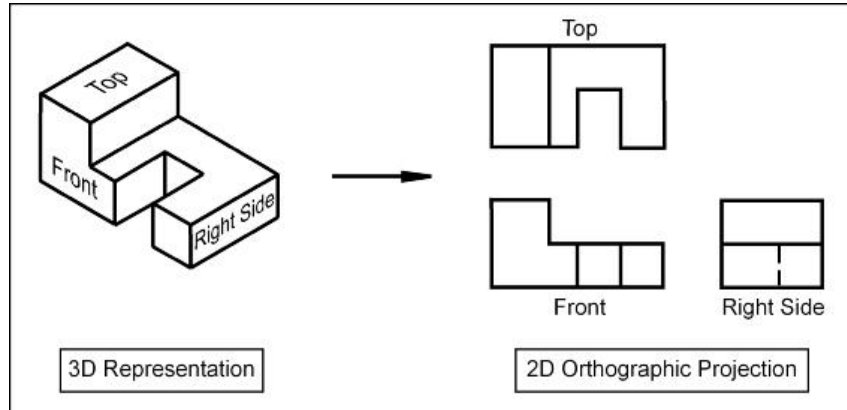 Top
Front
Right Side
Top
Front
Right Side
3D Representation
2D Orthographic Projection